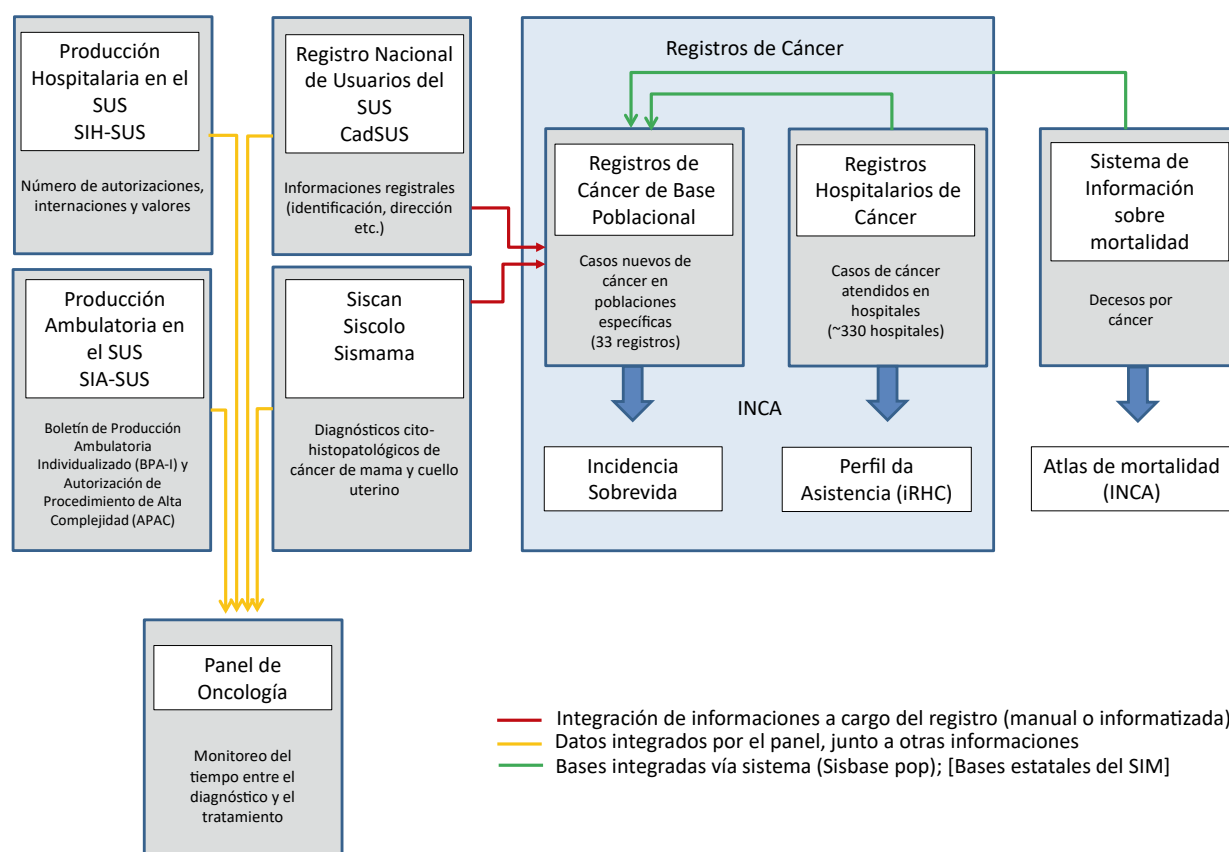 Producción
Hospitalaria en el
SUS
SIH-SUS
Número de autorizaciones,
internaciones y valores
Registro Nacional
de Usuarios del
SUS
CadSUS
Informaciones registrales
(identificación, dirección
etc.)
Producción
Ambulatoria en
el SUS
SIA-SUS
Boletín de Producción
Ambulatoria
Individualizado (BPA-I) y
Autorización de
Procedimiento de Alta
Complejidad (APAC)
Siscan
Siscolo
Sismama
Diagnósticos cito-
histopatológicos de
cáncer de mama y cuello
uterino
Registros de Cáncer
Registros de
Cáncer de Base
Poblacional
Casos nuevos de
cáncer en
poblaciones
específicas
(33 registros)
Registros
Hospitalarios de
Cáncer
Casos de cáncer
atendidos en
hospitales
(~330 hospitales)
INCA
Incidencia
Sobrevida
Perfil da
Asistencia (iRHC)
Sistema de
Información
sobre
mortalidad
Decesos por
cáncer
Atlas de mortalidad
(INCA)
Panel de
Oncología
Monitoreo del
tiempo entre el
diagnóstico y el
tratamiento
Integración de informaciones a cargo del registro (manual o informatizada)
Datos integrados por el panel, junto a otras informaciones
Bases integradas vía sistema (Sisbase pop); [Bases estatales del SIM]